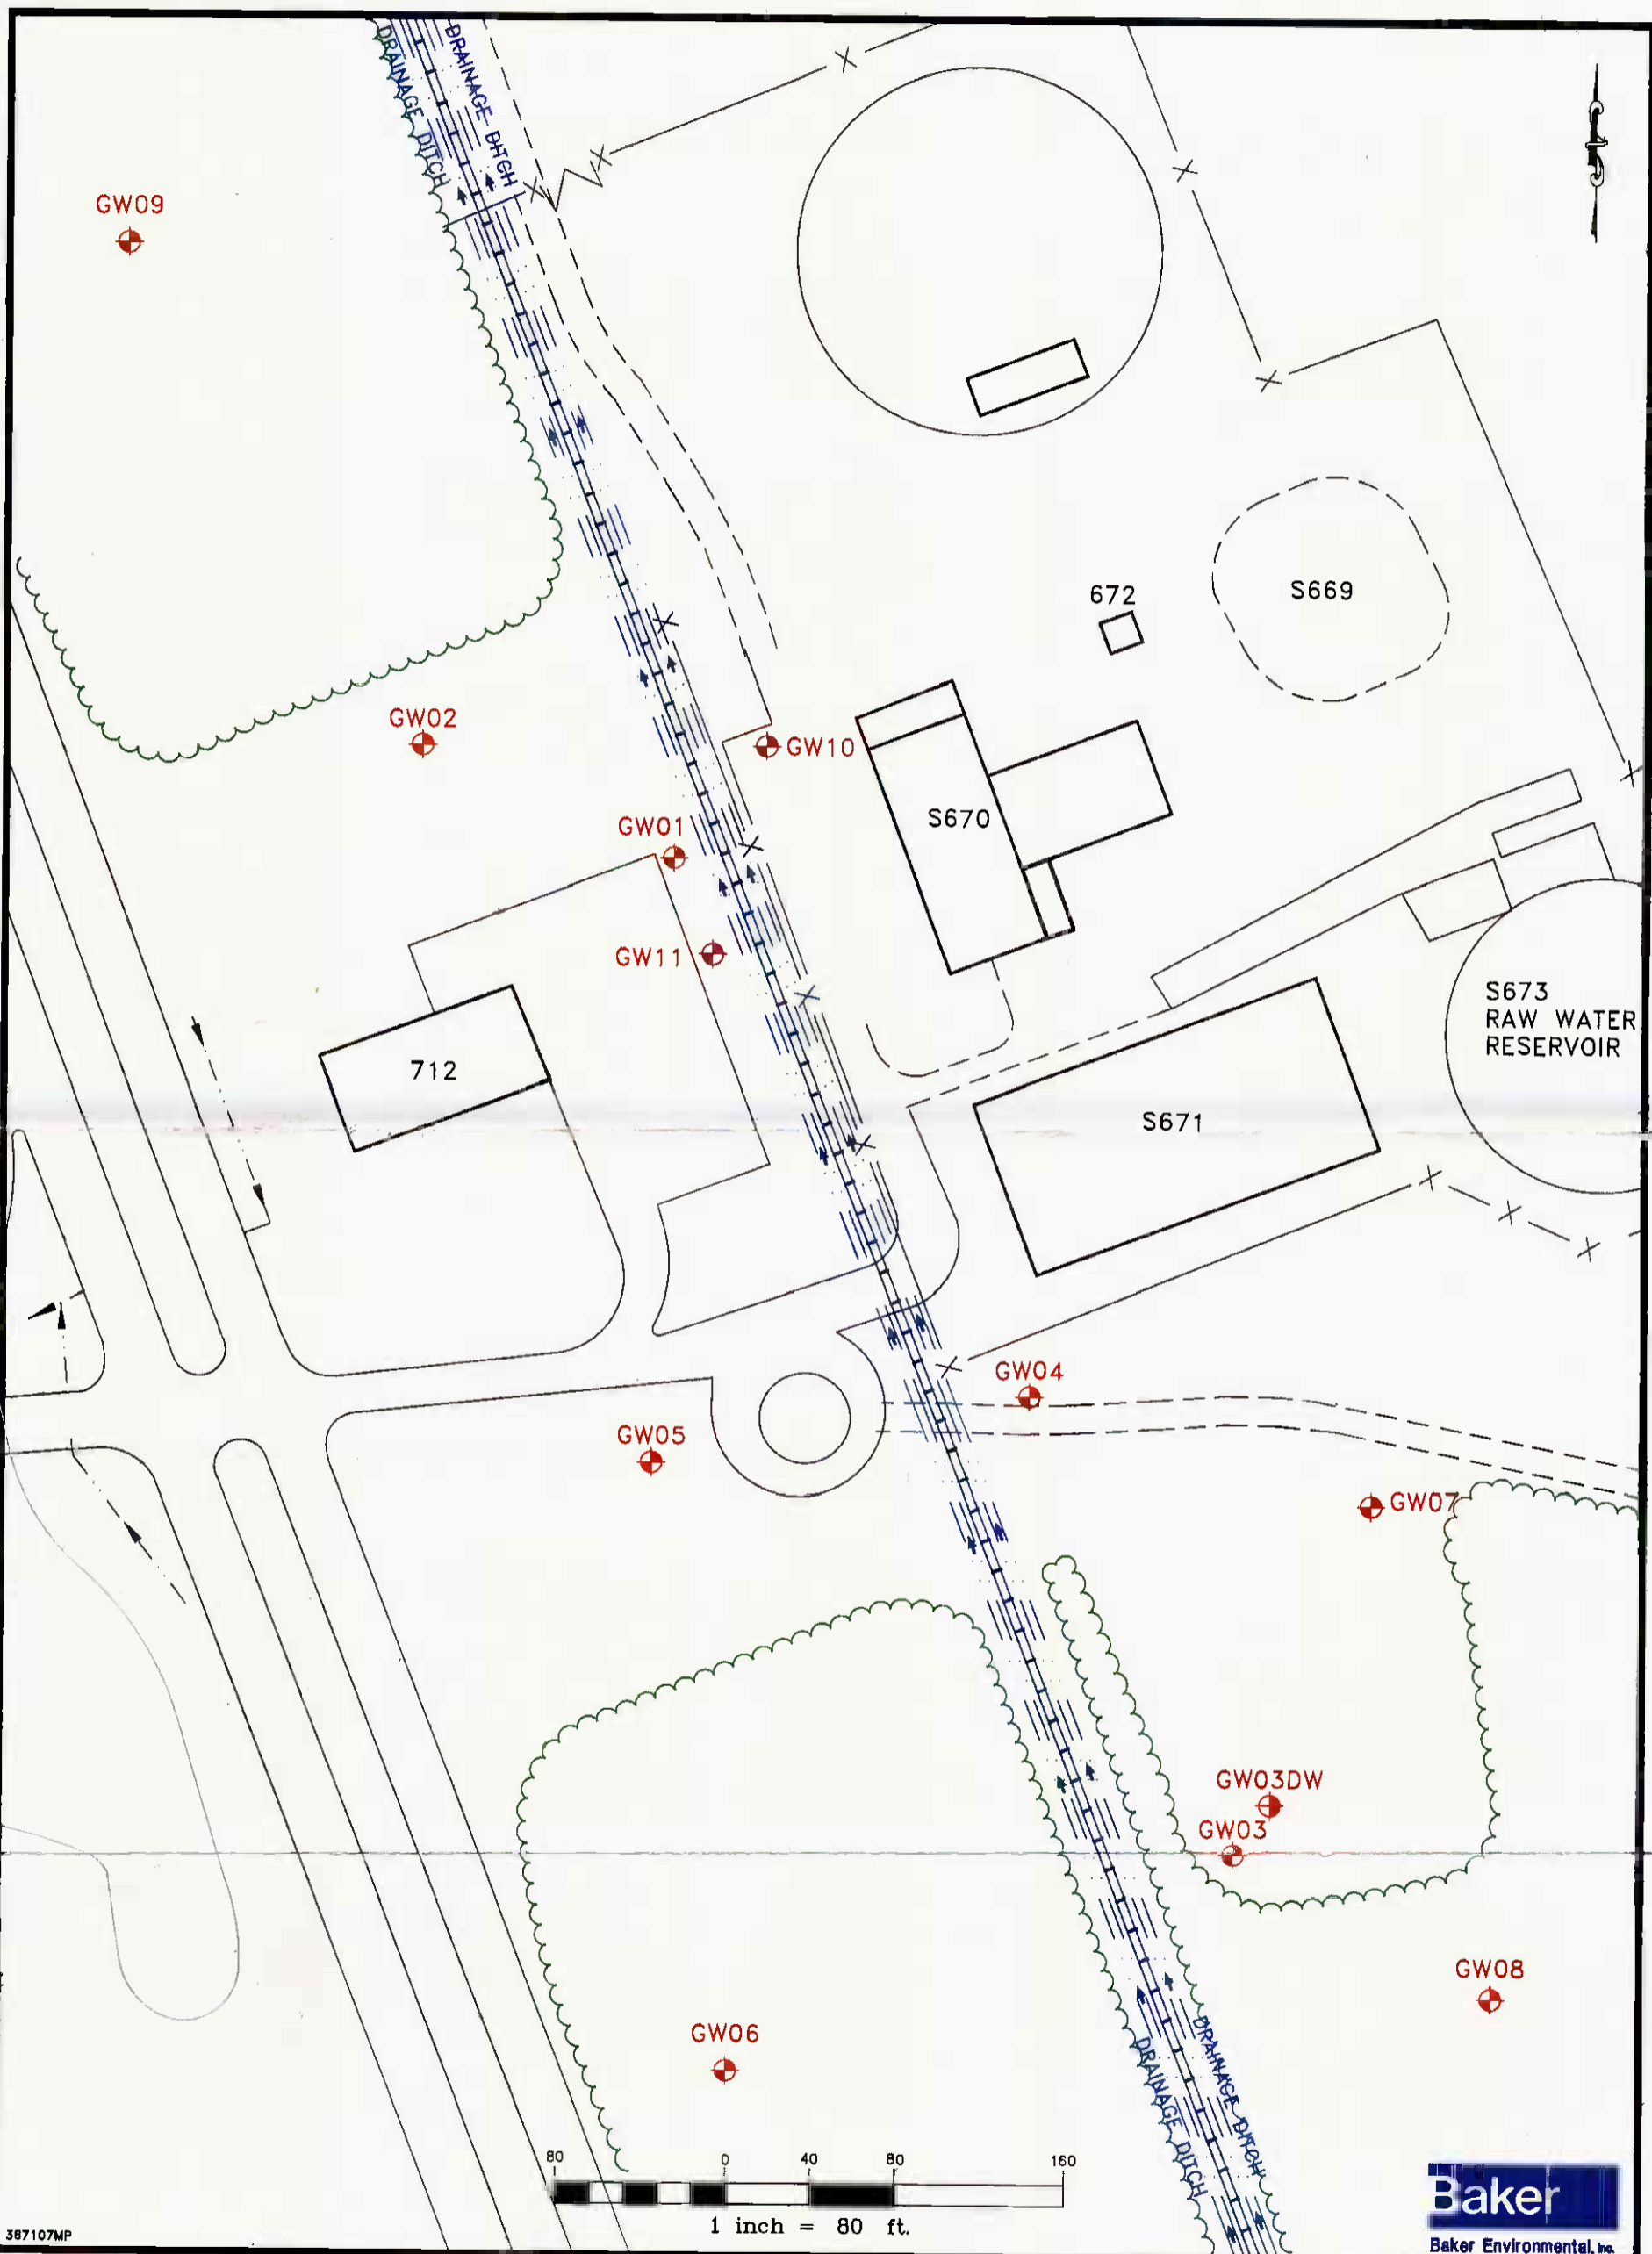 DRAINAGE DITCH
DRAINAGE DITCH
GW09
672
S669
GW02
GW10
GW01
S670
GW11
S673
RAW WATER
RESERVOIR
712
S671
GW04
GW05
GW07
GW03DW
GW03
GW08
GW06
DRAINAGE DITCH
DRAINAGE DITCH
80 0 40 80 160
1 inch = 80 ft.
387107MP
Baker
Baker Environmental, Inc.